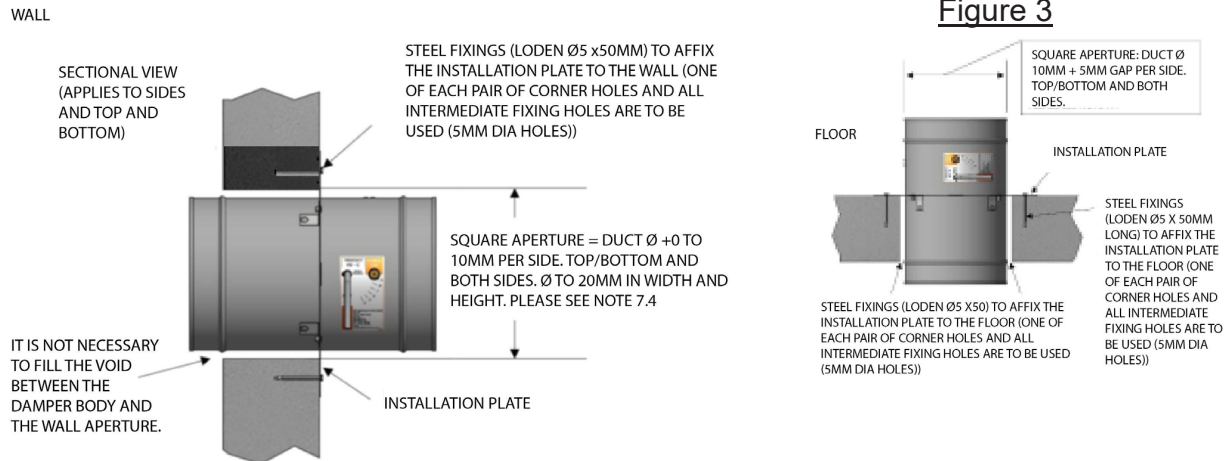 WALL
SECTIONAL VIEW
(APPLIES TO SIDES
AND TOP AND
BOTTOM)
STEEL FIXINGS (LODEN Ø5 x50MM) TO AFFIX
THE INSTALLATION PLATE TO THE WALL (ONE
OF EACH PAIR OF CORNER HOLES AND ALL
INTERMEDIATE FIXING HOLES ARE TO BE
USED (5MM DIA HOLES))
SQUARE APERTURE = DUCT Ø +0 TO
10MM PER SIDE. TOP/BOTTOM AND
BOTH SIDES. Ø TO 20MM IN WIDTH AND
HEIGHT. PLEASE SEE NOTE 7.4
IT IS NOT NECESSARY
TO FILL THE VOID
BETWEEN THE
DAMPER BODY AND
THE WALL APERTURE.
INSTALLATION PLATE
Figure 3
SQUARE APERTURE: DUCT Ø
10MM + 5MM GAP PER SIDE.
TOP/BOTTOM AND BOTH
SIDES.
FLOOR
INSTALLATION PLATE
STEEL FIXINGS
(LODEN Ø5 X 50MM
LONG) TO AFFIX THE
INSTALLATION PLATE
TO THE FLOOR (ONE
OF EACH PAIR OF
CORNER HOLES AND
ALL INTERMEDIATE
FIXING HOLES ARE TO
BE USED (5MM DIA
HOLES))
STEEL FIXINGS (LODEN Ø5 X50) TO AFFIX THE
INSTALLATION PLATE TO THE FLOOR (ONE OF
EACH PAIR OF CORNER HOLES AND ALL
INTERMEDIATE FIXING HOLES ARE TO BE USED
(5MM DIA HOLES))